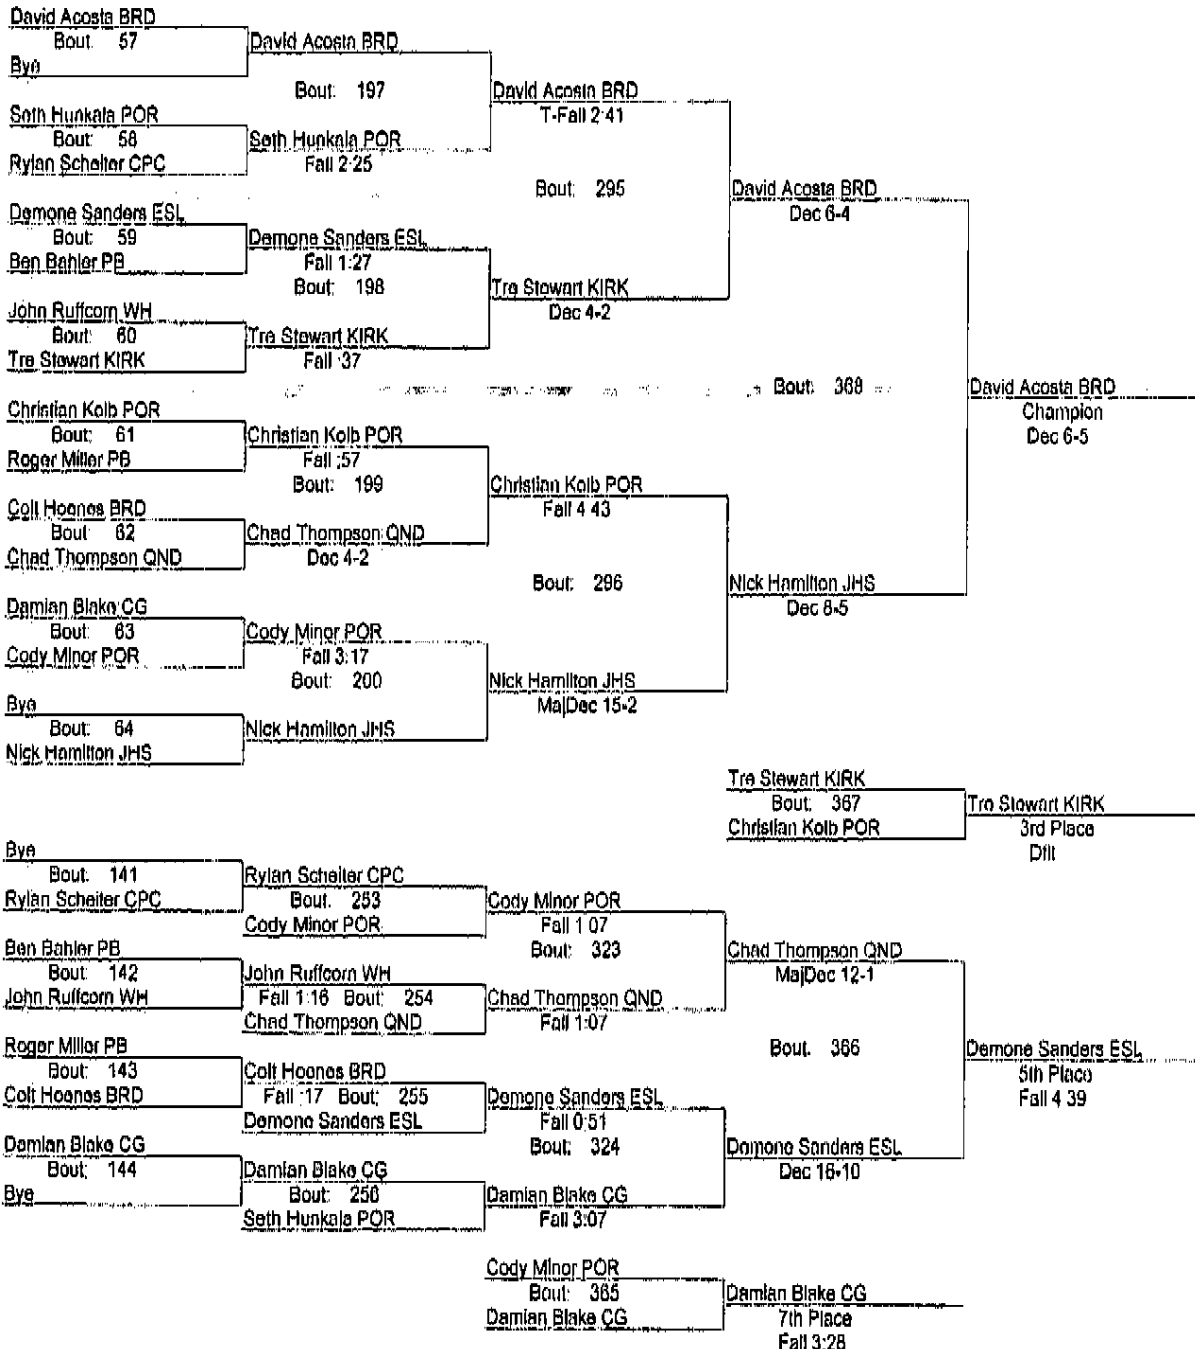 David Acosta BRD
Bout: 57
Bye
David Acosta BRD
Bout: 197
Seth Hunkala POR
Bout: 58
Rylan Scheiter CPC
Seth Hunkala POR
Fall 2:25
David Acosta BRD
T-Fall 2:41
Bout: 295
Demone Sanders ESL
Bout: 59
Ben Bahler PB
Demone Sanders ESL
Fall 1:27
Bout: 198
John Ruffcorn WH
Bout: 60
Tre Stewart KIRK
Tre Stewart KIRK
Fall :37
Tre Stewart KIRK
Dec 4-2
David Acosta BRD
Dec 6-4
Bout: 368
David Acosta BRD
Champion
Dec 6-5
Christian Kolb POR
Bout: 61
Roger Miller PB
Christian Kolb POR
Fall :57
Bout: 199
Colt Hoenes BRD
Bout 62
Chad Thompson QND
Chad Thompson QND
Dec 4-2
Christian Kolb POR
Fall 4 43
Bout: 296
Damian Blake CG
Bout: 63
Cody Minor POR
Cody Minor POR
Fall 3:17
Bout: 200
Bye
Bout: 64
Nick Hamilton JHS
Nick Hamilton JHS
Nick Hamilton JHS
MajDec 15-2
Nick Hamilton JHS
Dec 8-5
Tre Stewart KIRK
Bout: 367
Christian Kolb POR
Tre Stewart KIRK
3rd Place
Dflt
Bye
Bout: 141
Rylan Scheiter CPC
Rylan Scheiter CPC
Bout. 253
Cody Minor POR
Cody Minor POR
Fall 1 07
Bout: 323
Ben Bahler PB
Bout: 142
John Ruffcorn WH
John Ruffcorn WH
Fall 1:16 Bout: 254
Chad Thompson QND
Chad Thompson QND
Fall 1:07
Chad Thompson QND
MajDec 12-1
Bout. 366
Roger Miller PB
Bout: 143
Colt Hoenes BRD
Colt Hoenes BRD
Fall :17 Bout: 255
Demone Sanders ESL
Demone Sanders ESL
Fall 0:51
Bout: 324
Damian Blake CG
Bout; 144
Bye
Damian Blake CG
Bout: 256
Seth Hunkala POR
Damian Blake CG
Fall 3:07
Demone Sanders ESL
Dec 16-10
Demone Sanders ESL
5th Place
Fall 4 39
Cody Minor POR
Bout: 365
Damian Blake CG
Damian Blake CG
7th Place
Fall 3:28